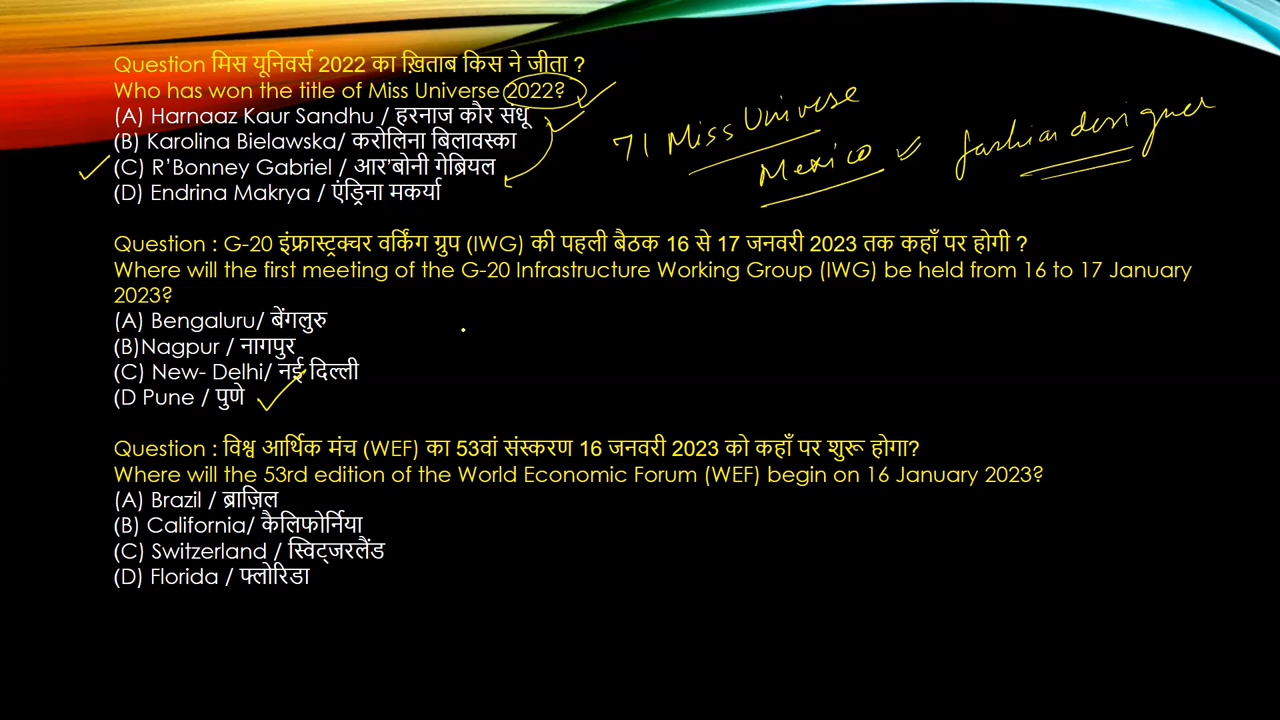 Question मिस यूनिवर्स 2022 का ख़िताब किस ने जीता ?
Who has won the title of Miss Universe 2022?
(A) Harnaaz Kaur Sandhu / हरनाज कौर संधू
(B) Karolina Bielawska/ करोलिना बिलावस्का
(C) R’Bonney Gabriel / आर’बोनी गेब्रियल
(D) Endrina Makrya / एंड्रिना मकर्या
71 Miss Universe
Mexico
fashion designer
Question : G-20 इंफ्रास्ट्रक्चर वर्किंग ग्रुप (IWG) की पहली बैठक 16 से 17 जनवरी 2023 तक कहाँ पर होगी ?
Where will the first meeting of the G-20 Infrastructure Working Group (IWG) be held from 16 to 17 January
2023?
(A) Bengaluru/ बेंगलुरु
(B)Nagpur / नागपुर
(C) New- Delhi/ नई दिल्ली
(D Pune / पुणे
Question : विश्व आर्थिक मंच (WEF) का 53वां संस्करण 16 जनवरी 2023 को कहाँ पर शुरू होगा?
Where will the 53rd edition of the World Economic Forum (WEF) begin on 16 January 2023?
(A) Brazil / ब्राज़िल
(B) California/ कैलिफोर्निया
(C) Switzerland / स्विट्जरलैंड
(D) Florida / फ्लोरिडा